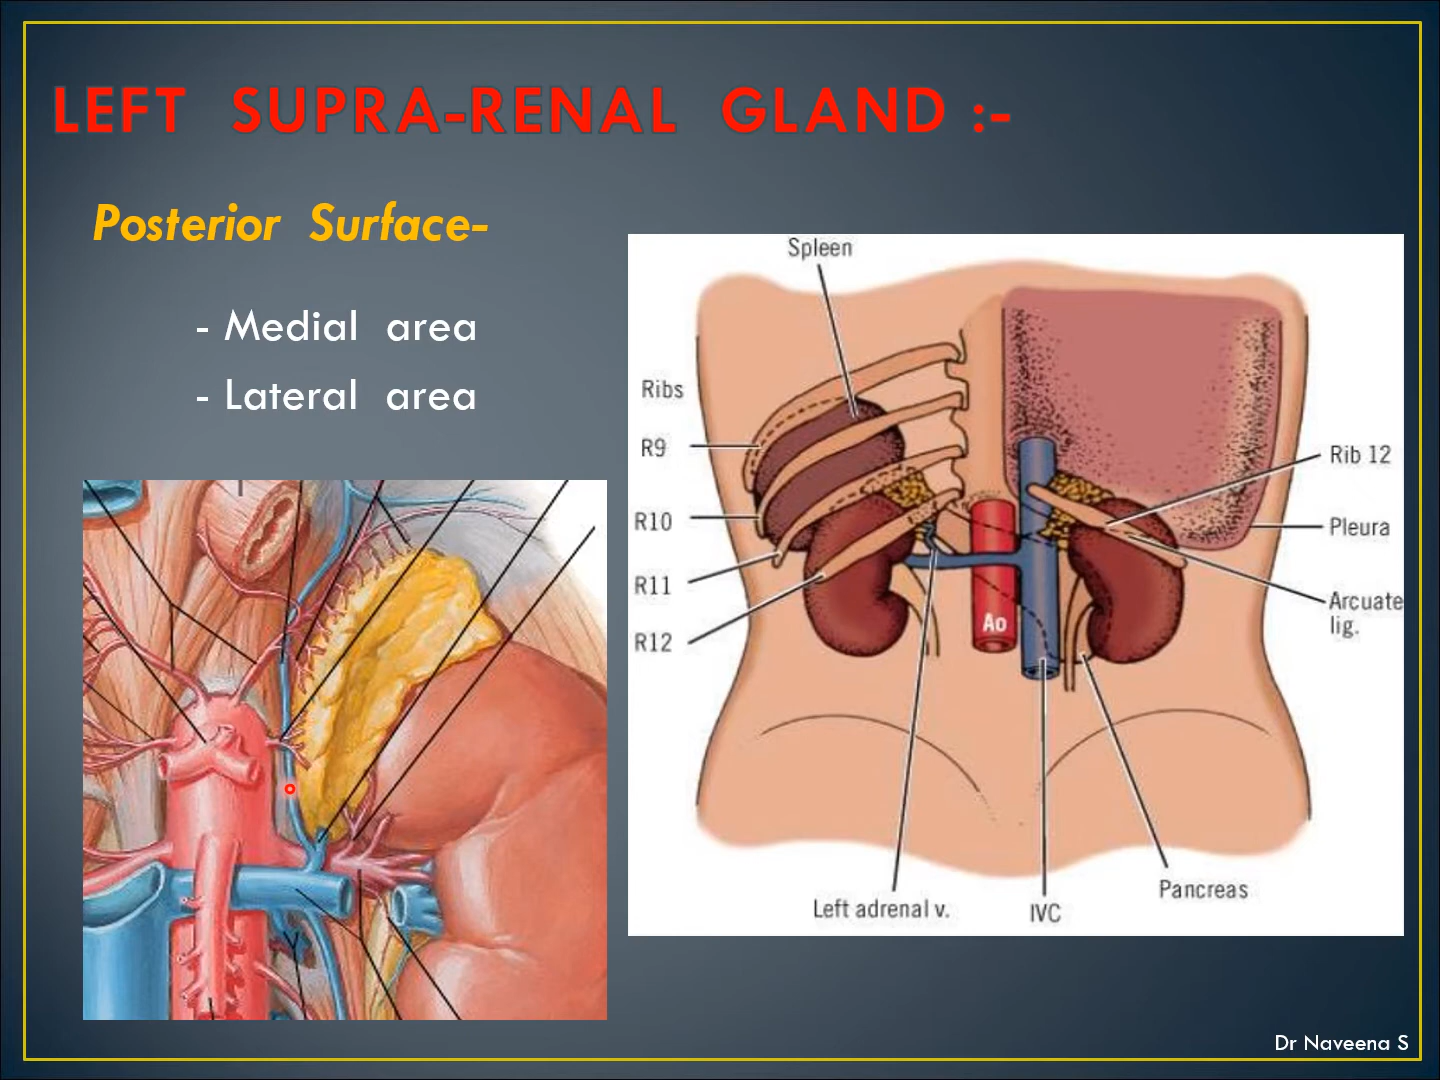 LEFT SUPRA-RENAL GLAND :-
Posterior Surface-
- Medial area
- Lateral area
Spleen
Ribs
R9
R10
R11
R12
Rib 12
Pleura
Arcuate
lig.
Ao
Left adrenal v.
IVC
Pancreas
Dr Naveena S